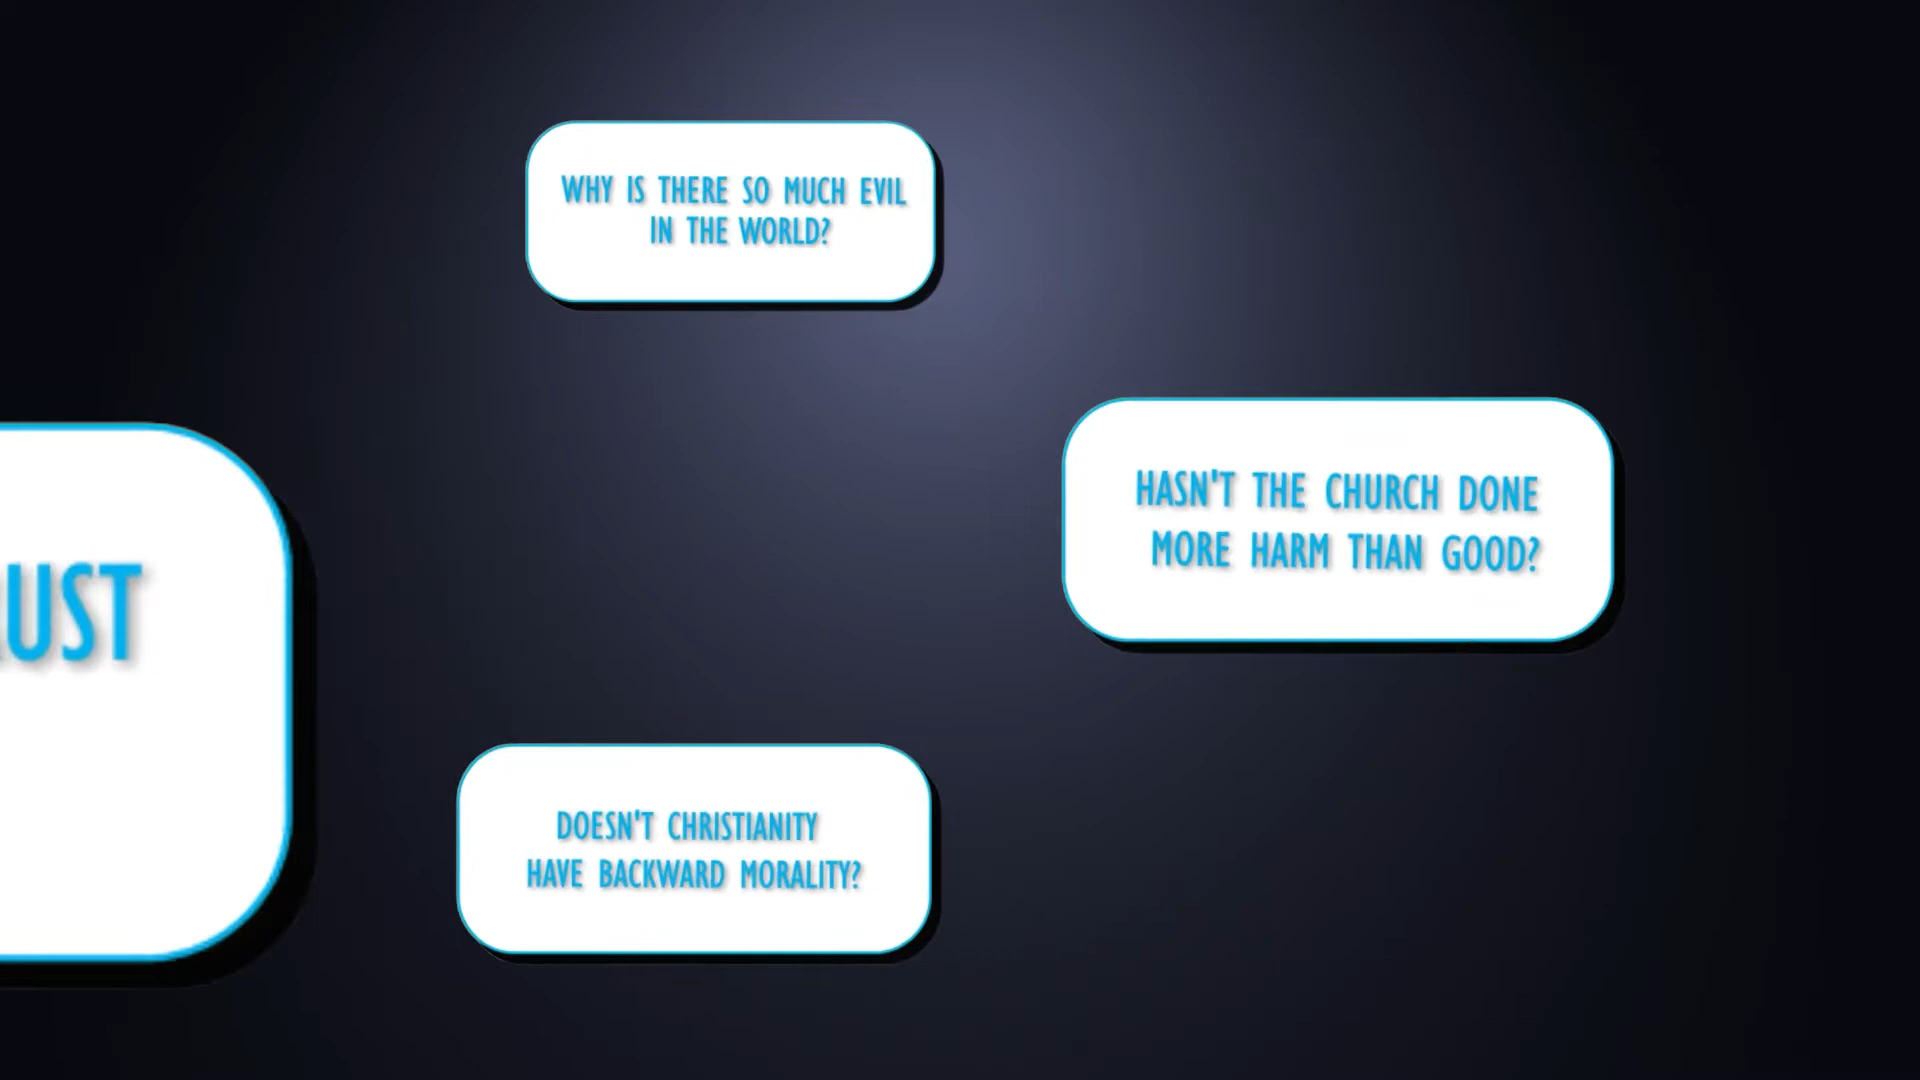 WHY IS THERE SO MUCH EVIL
IN THE WORLD?
HASN'T THE CHURCH DONE
MORE HARM THAN GOOD?
DOESN'T CHRISTIANITY
HAVE BACKWARD MORALITY?